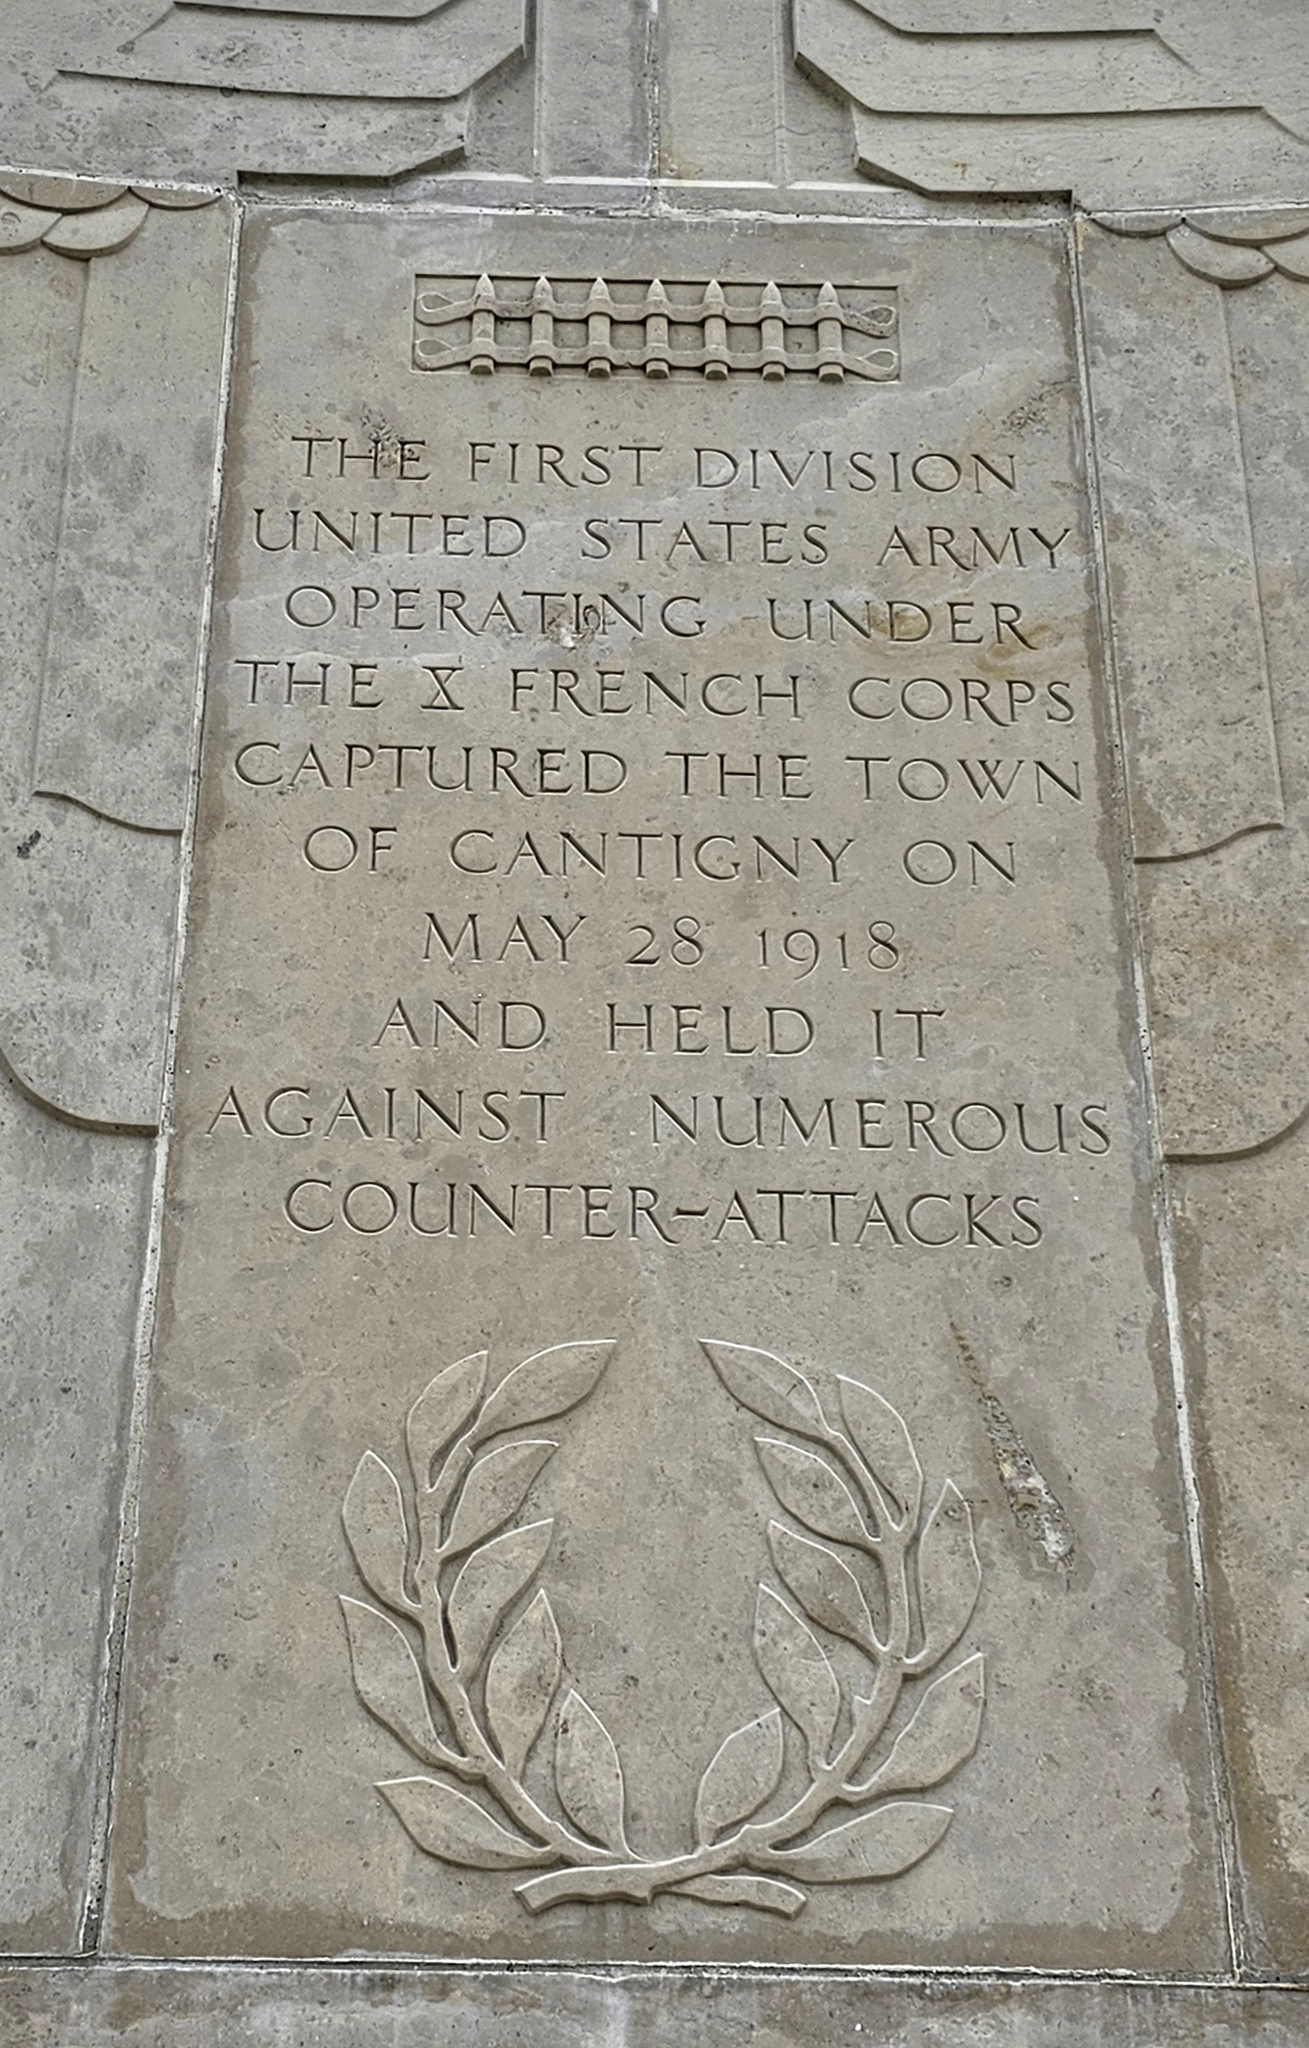 THE FIRST DIVISION
UNITED STATES ARMY
OPERATING UNDER
THE X FRENCH CORPS
CAPTURED THE TOWN
OF CANTIGNY ON
MAY 28 1918
AND HELD IT
AGAINST NUMEROUS
COUNTER-ATTACKS